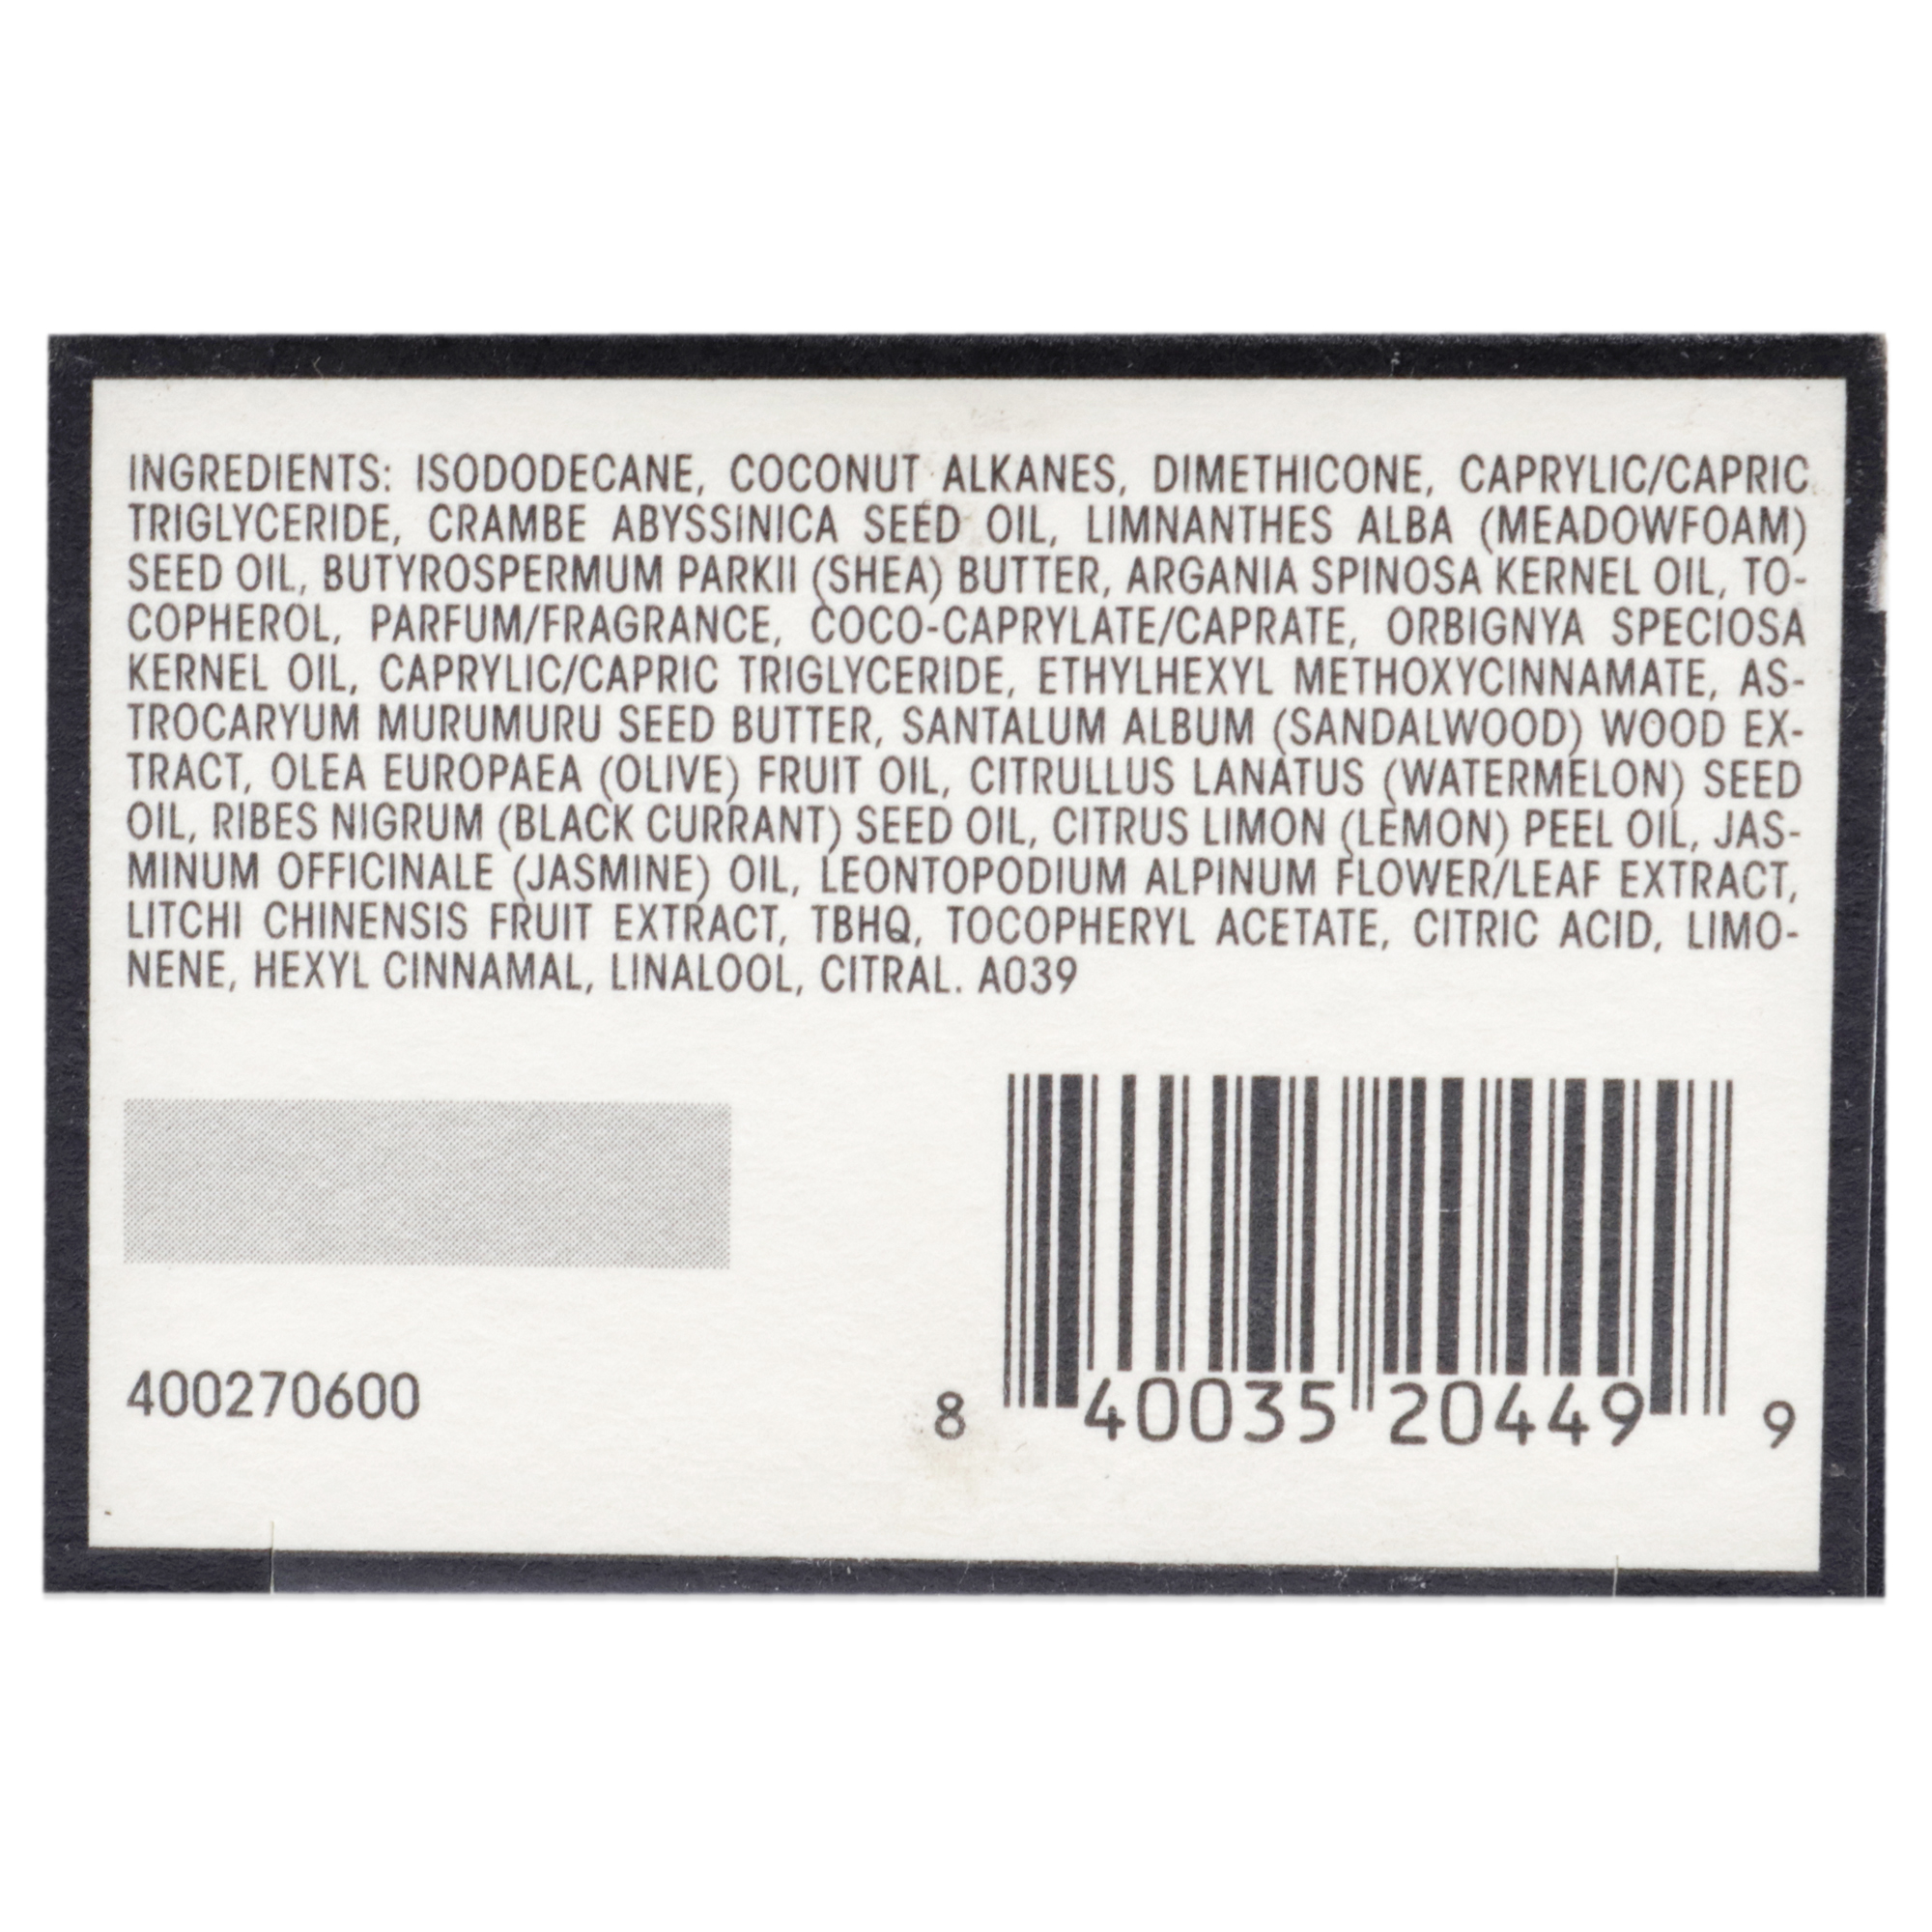 INGREDIENTS: ISODODECANE, COCONUT ALKANES, DIMETHICONE, CAPRYLIC/CAPRIC
TRIGLYCERIDE, CRAMBE ABYSSINICA SEED OIL, LIMNANTHES ALBA (MEADOWFOAM)
SEED OIL, BUTYROSPERMUM PARKII (SHEA) BUTTER, ARGANIA SPINOSA KERNEL OIL, TO-
COPHEROL, PARFUM/FRAGRANCE, COCO-CAPRYLATE/CAPRATE, ORBIGNYA SPECIOSA
KERNEL OIL, CAPRYLIC/CAPRIC TRIGLYCERIDE, ETHYLHEXYL METHOXYCINNAMATE, AS-
TROCARYUM MURUMURU SEED BUTTER, SANTALUM ALBUM (SANDALWOOD) WOOD EX-
TRACT, OLEA EUROPAEA (OLIVE) FRUIT OIL, CITRULLUS LANATUS (WATERMELON) SEED
OIL, RIBES NIGRUM (BLACK CURRANT) SEED OIL, CITRUS LIMON (LEMON) PEEL OIL, JAS-
MINUM OFFICINALE (JASMINE) OIL, LEONTOPODIUM ALPINUM FLOWER/LEAF EXTRACT,
LITCHI CHINENSIS FRUIT EXTRACT, TBHQ, TOCOPHERYL ACETATE, CITRIC ACID, LIMO-
NENE, HEXYL CINNAMAL, LINALOOL, CITRAL. A039
400270600
8 40035 20449 9